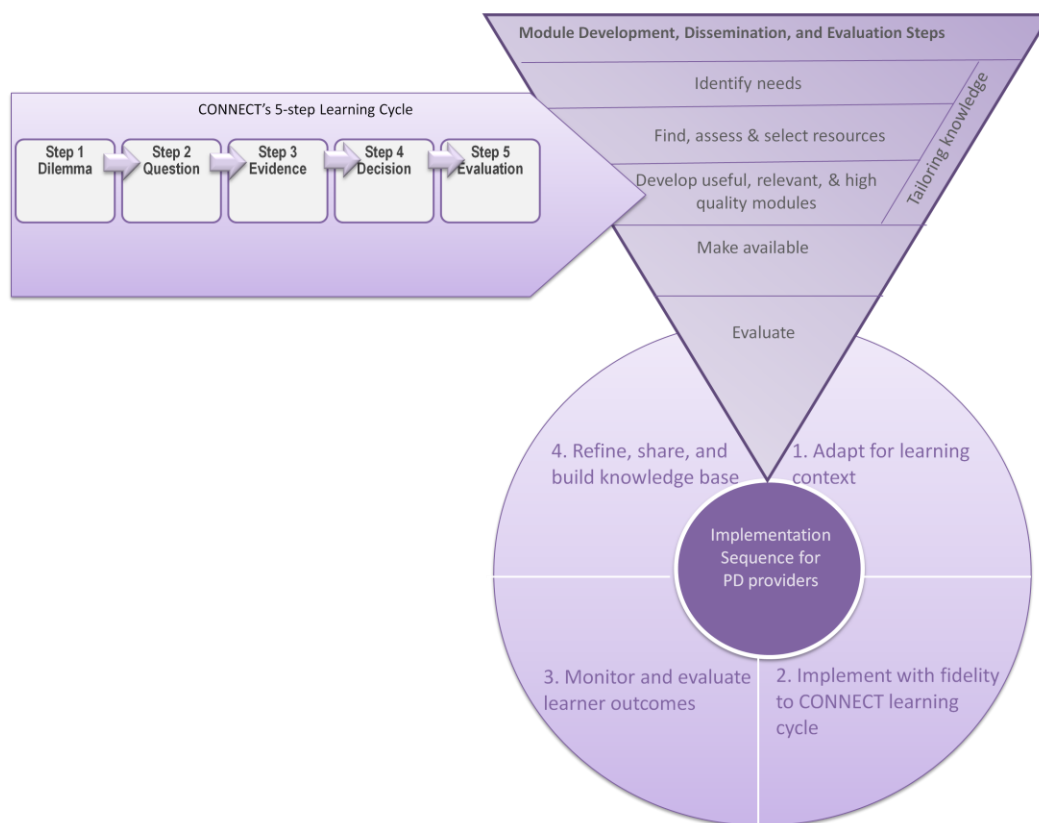 CONNECT's 5-step Learning Cycle
Step 1
Dilemma
Step 2
Question
Step 3
Evidence
Step 4
Decision
Step 5
Evaluation
Module Development, Dissemination, and Evaluation Steps
Identify needs
Find, assess & select resources
Develop useful, relevant, & high
quality modules
Tailoring knowledge
Make available
Evaluate
1. Adapt for learning
context
2. Implement with fidelity
to CONNECT learning
cycle
3. Monitor and evaluate
learner outcomes
4. Refine, share, and
build knowledge base
Implementation
Sequence for
PD providers